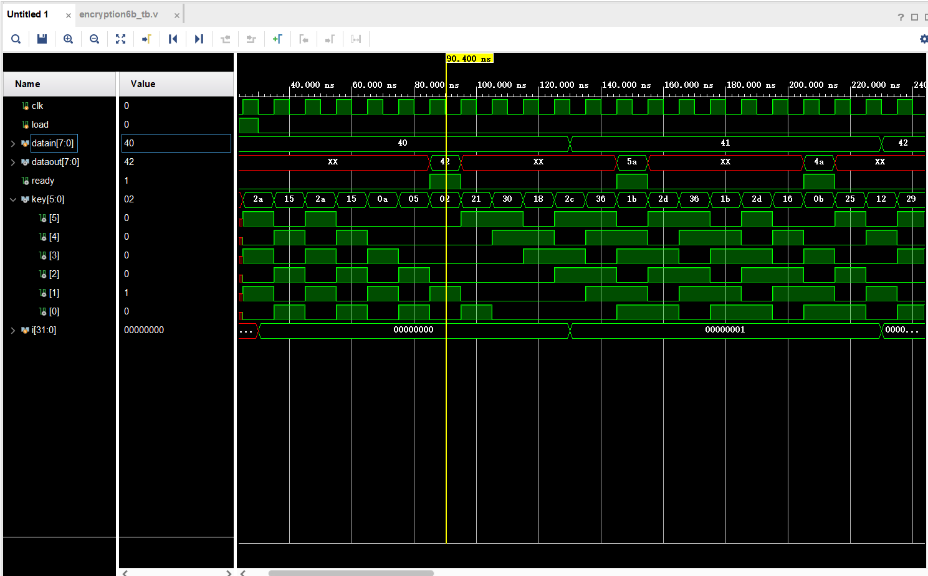 Untitled 1 × encryption6b_tb.v ×
? 
90.400 ns
Name Value
40.000 ns 60.000 ns 80.000 ns 100.000 ns 120.000 ns 140.000 ns 160.000 ns 180.000 ns 200.000 ns 220.000 ns 240
clk 0
load 0
datain[7:0] 40 40 41 42
dataout[7:0] 42 XX 42 XX 5a XX 4a XX
ready 1
key[5:0] 02 2a 15 2a 15 0a 05 02 21 30 18 2c 36 1b 2d 36 1b 2d 16 0b 25 12 29
[5] 0
[4] 0
[3] 0
[2] 0
[1] 1
[0] 0
i[31:0] 00000000 ... 00000000 00000001 0000...